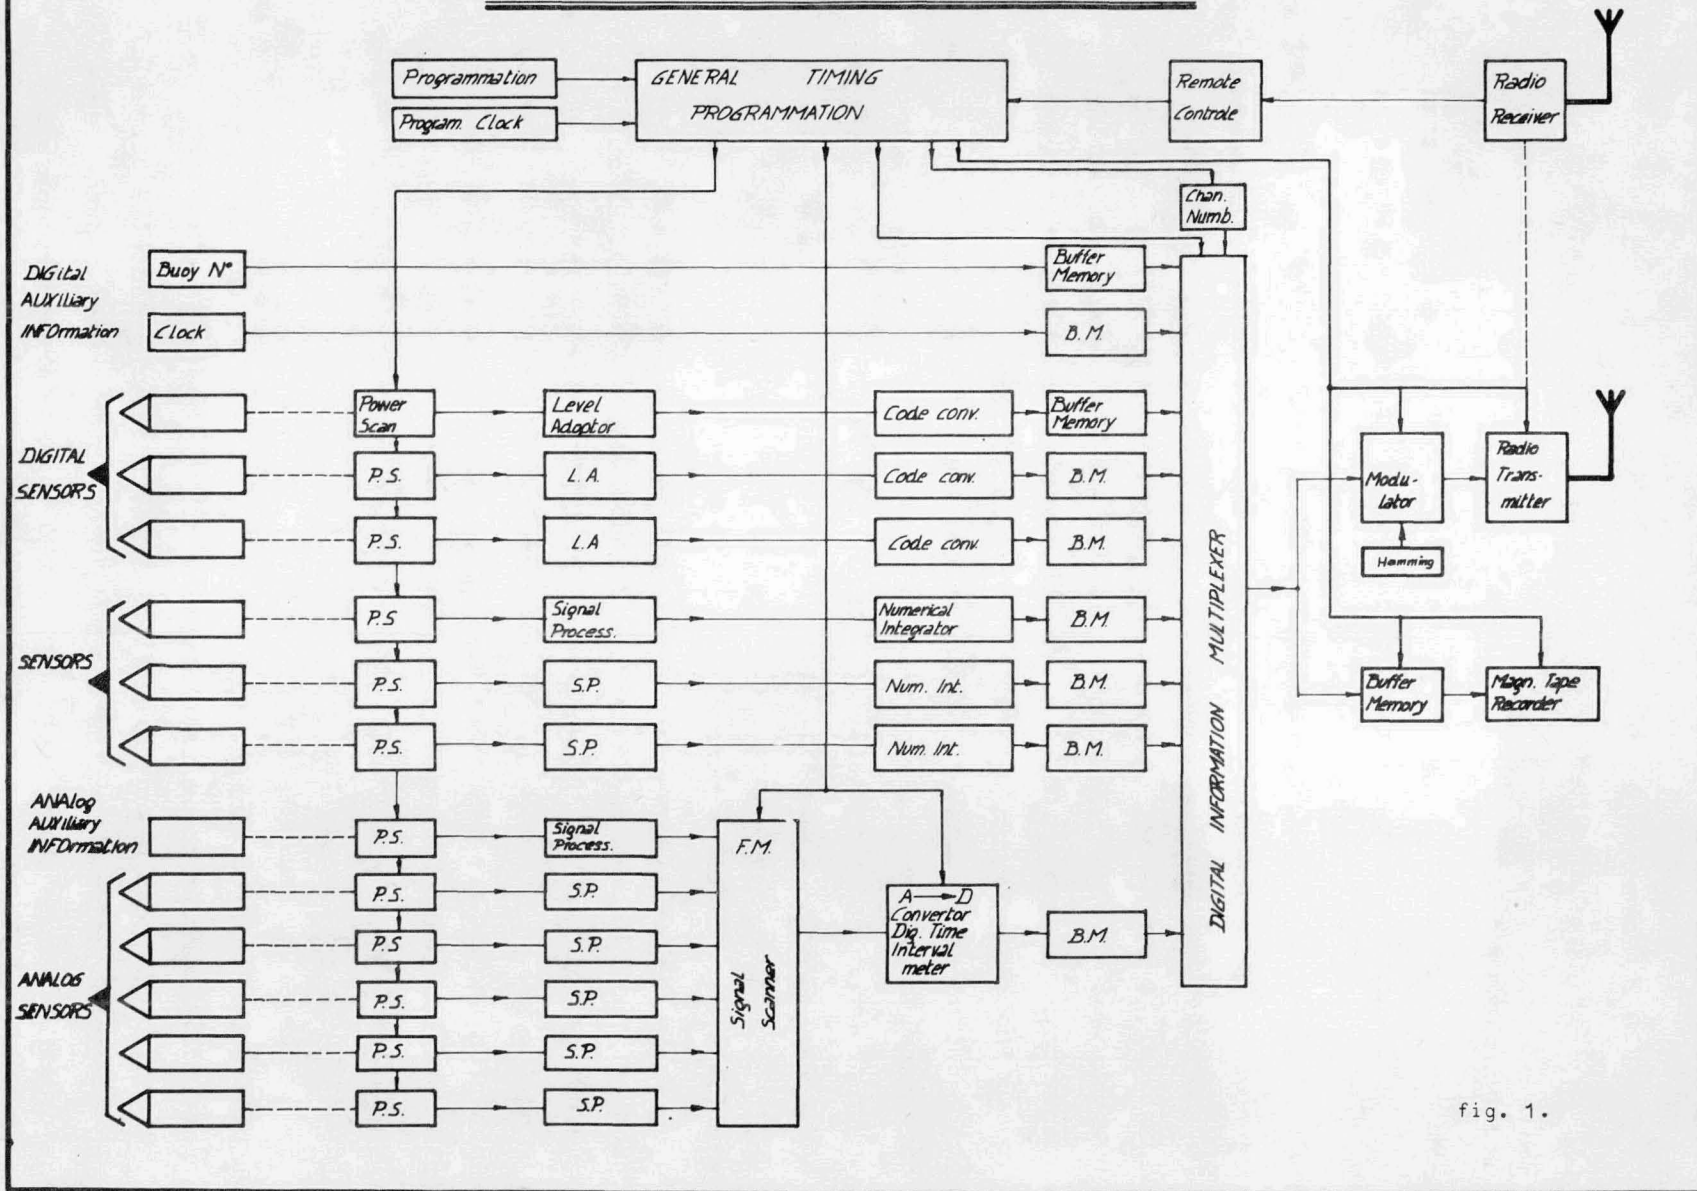 Programmation
Program. Clock
GENERAL TIMING
PROGRAMMATION
Remote
Controle
Radio
Receiver
Chan.
Numb.
DIGital
AUXiliary
INFOrmation
Buoy N°
Buffer
Memory
Clock
B.M.
DIGITAL
SENSORS
Power
Scan
Level
Adoptor
Code conv.
Buffer
Memory
P.S.
L.A.
Code conv.
B.M.
P.S.
L.A
Code conv.
B.M.
DIGITAL INFORMATION MULTIPLEXER
Modu-
lator
Radio
Trans-
mitter
Hamming
SENSORS
P.S
Signal
Process.
Numerical
Integrator
B.M.
P.S.
S.P.
Num. Int.
B.M.
P.S.
S.P.
Num. Int.
B.M.
Buffer
Memory
Magn. Tape
Recorder
ANAlog
AUXiliary
INFOrmation
P.S.
Signal
Process.
F.M.
Signal
Scanner
ANALOG
SENSORS
P.S.
S.P.
P.S
S.P.
P.S.
S.P.
P.S.
S.P.
P.S.
S.P.
A D
Convertor
Dig. Time
Interval
meter
B.M.
fig. 1.